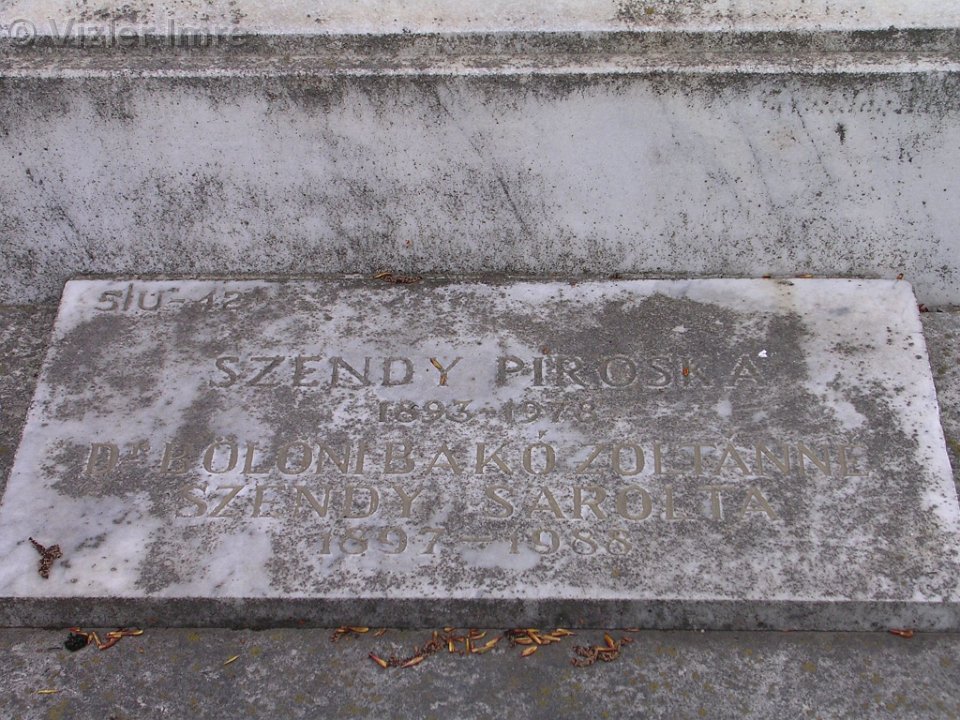 © Vizler Imre
5/U-42
SZENDY PIROSKA
1893-1978
Dr BÖLÖNI BAKÓ ZOLTÁNNÉ
SZENDY SAROLTA
1897-1988